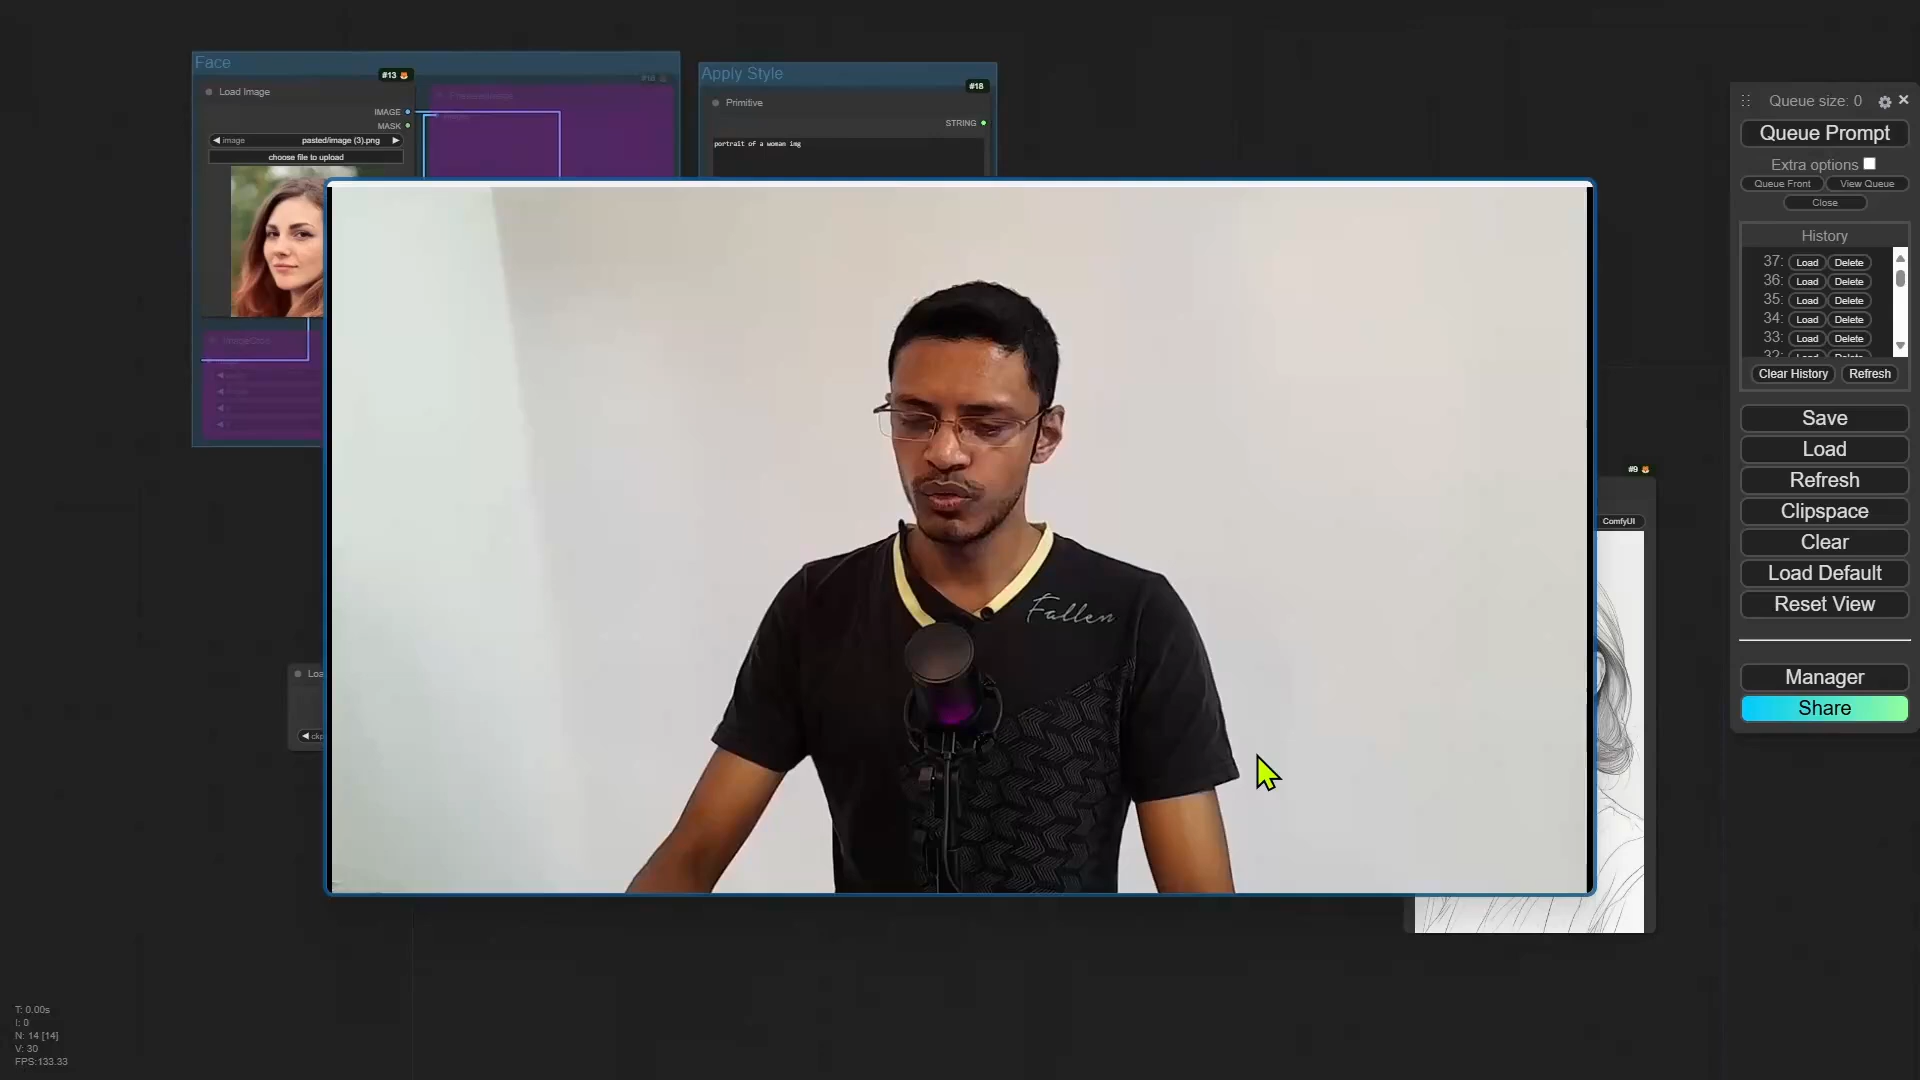 Face
#13
Load Image
IMAGE
MASK
image
pasted/image (3).png
choose file to upload
Apply Style
#18
Primitive
STRING
portrait of a woman img
Fallen
#9
ComfyUI
Queue size: 0
Queue Prompt
Extra options
Queue Front
View Queue
Close
History
37: Load Delete
36: Load Delete
35: Load Delete
34: Load Delete
33: Load Delete
32: Load Delete
Clear History
Refresh
Save
Load
Refresh
Clipspace
Clear
Load Default
Reset View
Manager
Share
T: 0.00s
I: 0
N: 14 [14]
V: 30
FPS:133.33